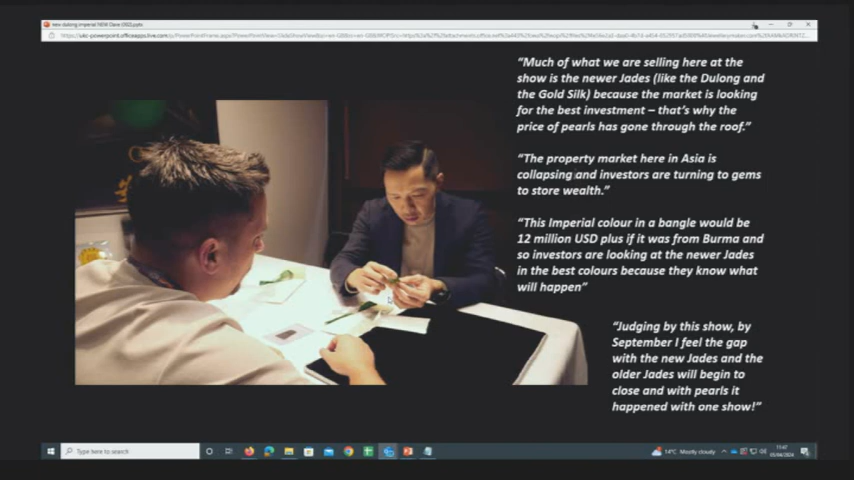 new dulong imperial NEW
"Much of what we are selling here at the
show is the newer Jades (like the Dulong and
the Gold Silk) because the market is looking
for the best investment – that's why the
price of pearls has gone through the roof."
"The property market here in Asia is
collapsing and investors are turning to gems
to store wealth."
"This Imperial colour in a bangle would be
12 million USD plus if it was from Burma and
so investors are looking at the newer Jades
in the best colours because they know what
will happen"
"Judging by this show, by
September I feel the gap
with the new Jades and the
older Jades will begin to
close and with pearls it
happened with one show!"
Type here to search
14°C Mostly cloudy
11:47